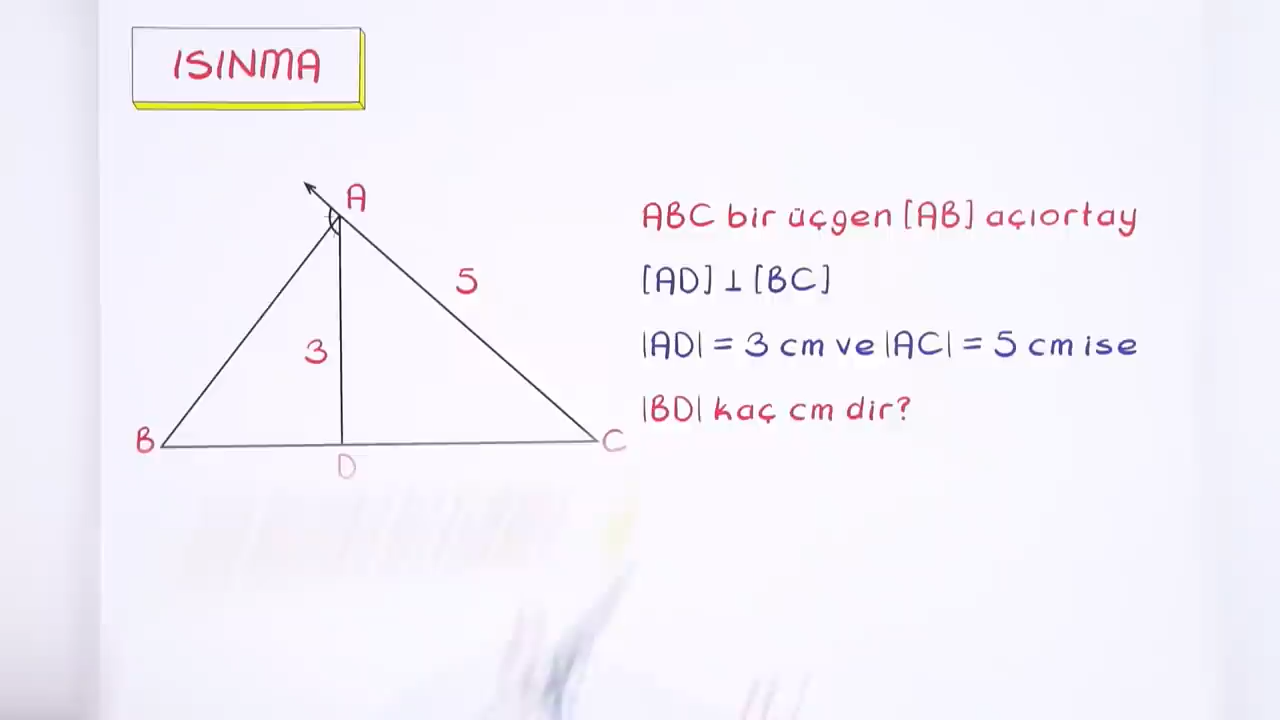 ISINMA
A
ABC bir üçgen [AB] açıortay
5
[AD] ⊥ [BC]
3
|AD| = 3 cm ve |AC| = 5 cm ise
|BD| kaç cm dir?
B
C
D